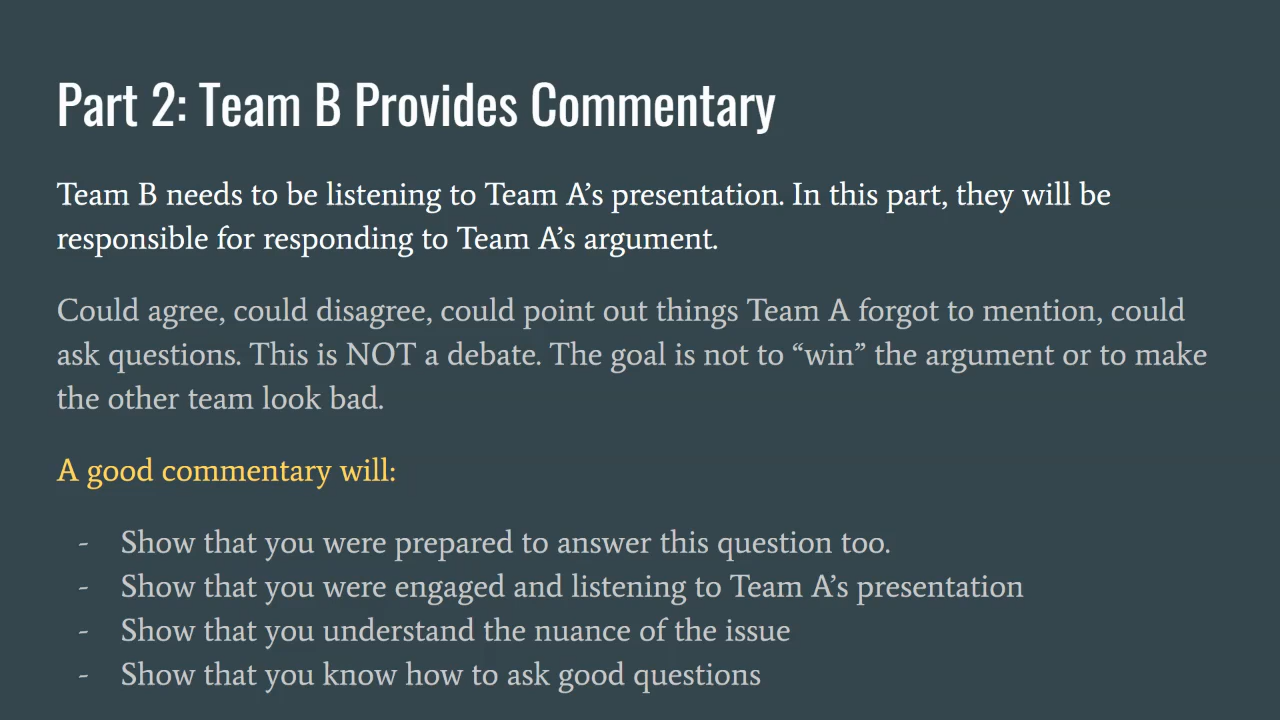 Part 2: Team B Provides Commentary
Team B needs to be listening to Team A’s presentation. In this part, they will be
responsible for responding to Team A’s argument.
Could agree, could disagree, could point out things Team A forgot to mention, could
ask questions. This is NOT a debate. The goal is not to “win” the argument or to make
the other team look bad.
A good commentary will:
- Show that you were prepared to answer this question too.
- Show that you were engaged and listening to Team A’s presentation
- Show that you understand the nuance of the issue
- Show that you know how to ask good questions